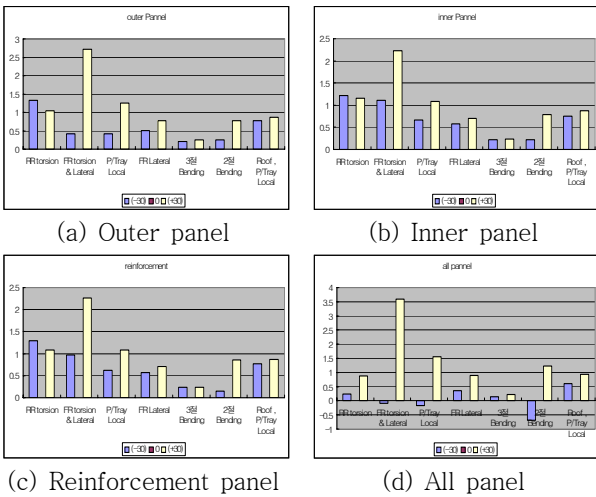 outer Pannel
3
2.5
2
1.5
1
0.5
0
RR torsion
FR torsion & Lateral
P/Tray Local
FR Lateral
3절 Bending
2절 Bending
Roof , P/Tray Local
(-30) 0 (+30)
(a) Outer panel
inner Pannel
2.5
2
1.5
1
0.5
0
RR torsion
FR torsion & Lateral
P/Tray Local
FR Lateral
3절 Bending
2절 Bending
Roof , P/Tray Local
(-30) 0 (+30)
(b) Inner panel
reinforcement
2.5
2
1.5
1
0.5
0
RR torsion
FR torsion & Lateral
P/Tray Local
FR Lateral
3절 Bending
2절 Bending
Roof , P/Tray Local
(-30) 0 (+30)
(c) Reinforcement panel
all pannel
4
3.5
3
2.5
2
1.5
1
0.5
0
-0.5
-1
RR torsion
FR torsion & Lateral
P/Tray Local
FR Lateral
3절 Bending
2절 Bending
Roof , P/Tray Local
(-30) 0 (+30)
(d) All panel